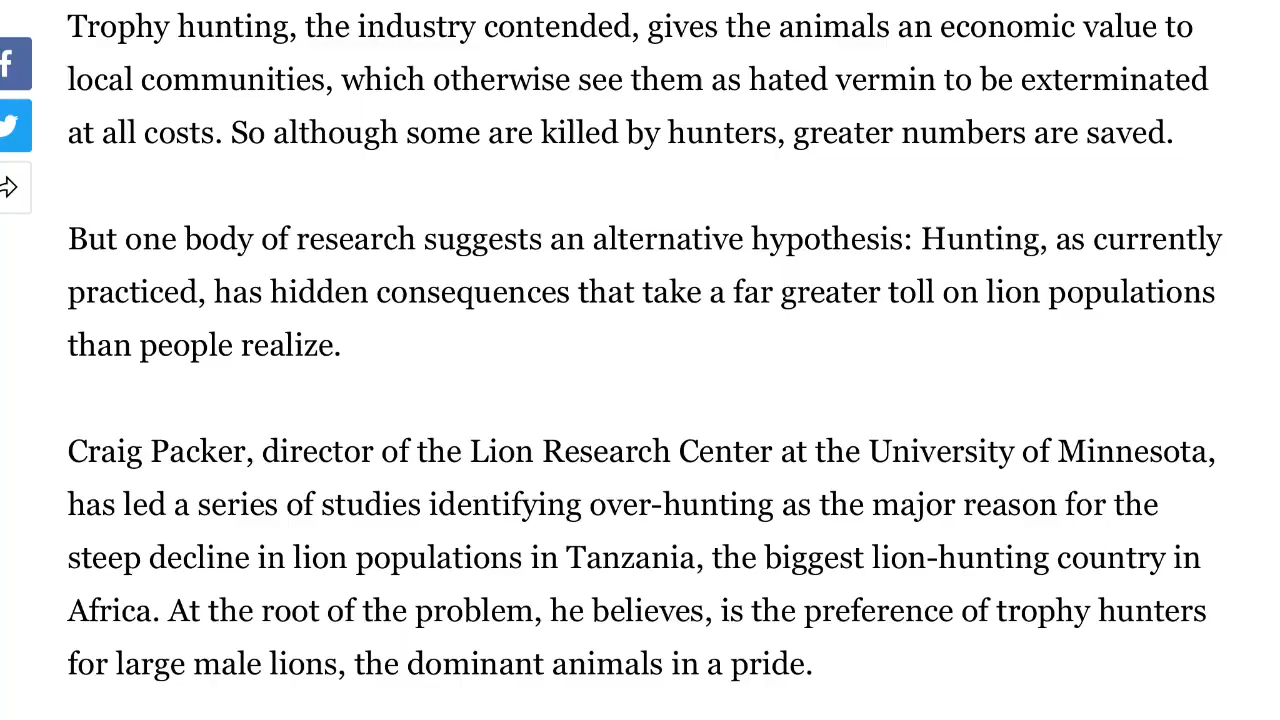 Trophy hunting, the industry contended, gives the animals an economic value to
local communities, which otherwise see them as hated vermin to be exterminated
at all costs. So although some are killed by hunters, greater numbers are saved.
But one body of research suggests an alternative hypothesis: Hunting, as currently
practiced, has hidden consequences that take a far greater toll on lion populations
than people realize.
Craig Packer, director of the Lion Research Center at the University of Minnesota,
has led a series of studies identifying over-hunting as the major reason for the
steep decline in lion populations in Tanzania, the biggest lion-hunting country in
Africa. At the root of the problem, he believes, is the preference of trophy hunters
for large male lions, the dominant animals in a pride.